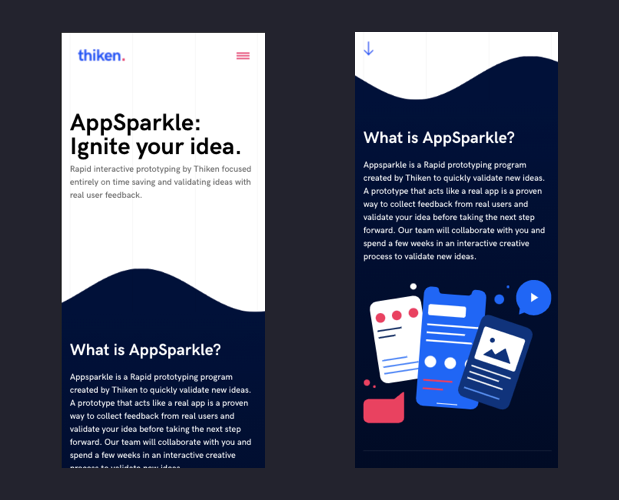 thiken.
AppSparkle:
Ignite your idea.
Rapid interactive prototyping by Thiken focused
entirely on time saving and validating ideas with
real user feedback.
What is AppSparkle?
Appsparkle is a Rapid prototyping program
created by Thiken to quickly validate new ideas.
A prototype that acts like a real app is a proven
way to collect feedback from real users and
validate your idea before taking the next step
forward. Our team will collaborate with you and
spend a few weeks in an interactive creative
process to validate new ideas.
What is AppSparkle?
Appsparkle is a Rapid prototyping program
created by Thiken to quickly validate new ideas.
A prototype that acts like a real app is a proven
way to collect feedback from real users and
validate your idea before taking the next step
forward. Our team will collaborate with you and
spend a few weeks in an interactive creative
process to validate new ideas.